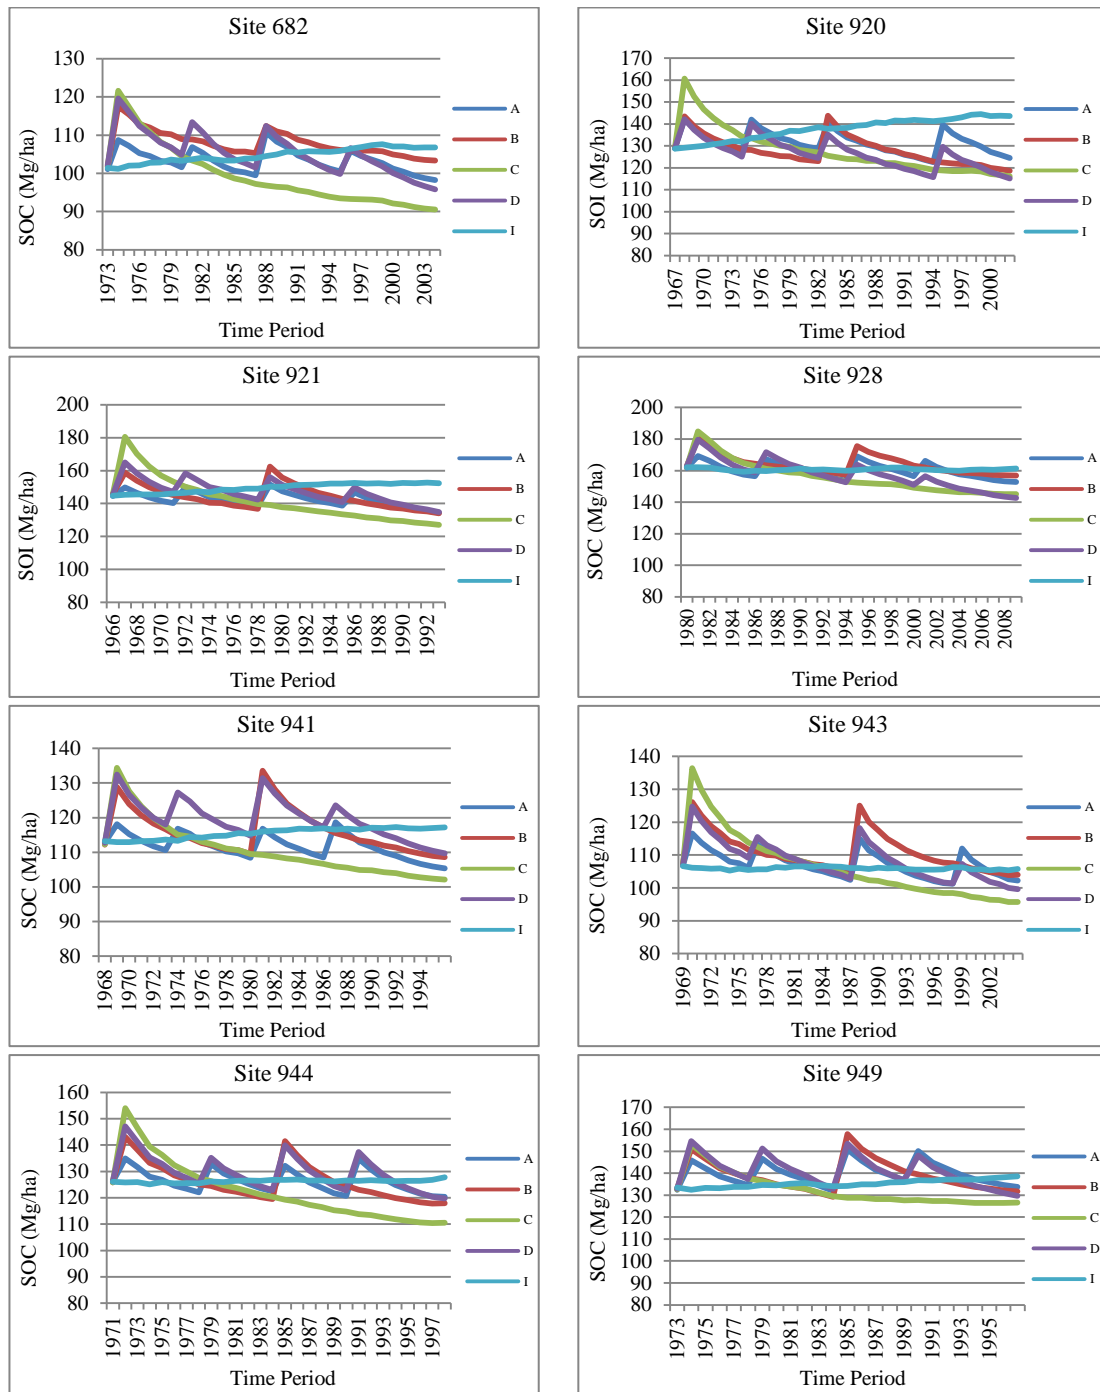 Site 682
130
120
110
100
90
80
SOC (Mg/ha)
1973
1976
1979
1982
1985
1988
1991
1994
1997
2000
2003
Time Period
A
B
C
D
I
Site 920
170
160
150
140
130
120
110
100
90
80
SOI (Mg/ha)
1967
1970
1973
1976
1979
1982
1985
1988
1991
1994
1997
2000
Time Period
A
B
C
D
I
Site 921
200
180
160
140
120
100
80
SOI (Mg/ha)
1966
1968
1970
1972
1974
1976
1978
1980
1982
1984
1986
1988
1990
1992
Time Period
A
B
C
D
I
Site 928
200
180
160
140
120
100
80
SOC (Mg/ha)
1980
1982
1984
1986
1988
1990
1992
1994
1996
1998
2000
2002
2004
2006
2008
Time Period
A
B
C
D
I
Site 941
140
130
120
110
100
90
80
SOC (Mg/ha)
1968
1970
1972
1974
1976
1978
1980
1982
1984
1986
1988
1990
1992
1994
Time Period
A
B
C
D
I
Site 943
140
130
120
110
100
90
80
SOC (Mg/ha)
1969
1972
1975
1978
1981
1984
1987
1990
1993
1996
1999
2002
Time Period
A
B
C
D
I
Site 944
160
150
140
130
120
110
100
90
80
SOC (Mg/ha)
1971
1973
1975
1977
1979
1981
1983
1985
1987
1989
1991
1993
1995
1997
Time Period
A
B
C
D
I
Site 949
170
160
150
140
130
120
110
100
90
80
SOC (Mg/ha)
1973
1975
1977
1979
1981
1983
1985
1987
1989
1991
1993
1995
Time Period
A
B
C
D
I